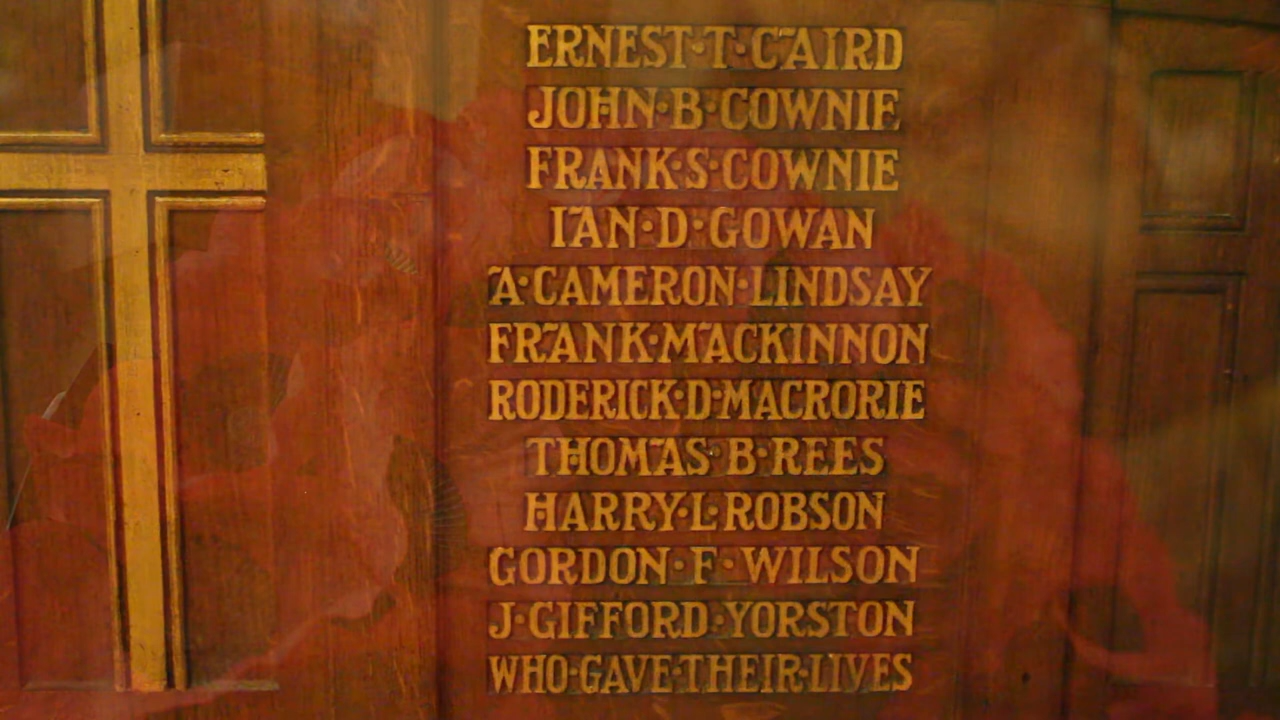 ERNEST·T·CAIRD
JOHN·B·COWNIE
FRANK·S·COWNIE
IAN·D·GOWAN
A·CAMERON·LINDSAY
FRANK·MACKINNON
RODERICK·D·MACRORIE
THOMAS·B·REES
HARRY·L·ROBSON
GORDON·F·WILSON
J·GIFFORD·YORSTON
WHO·GAVE·THEIR·LIVES